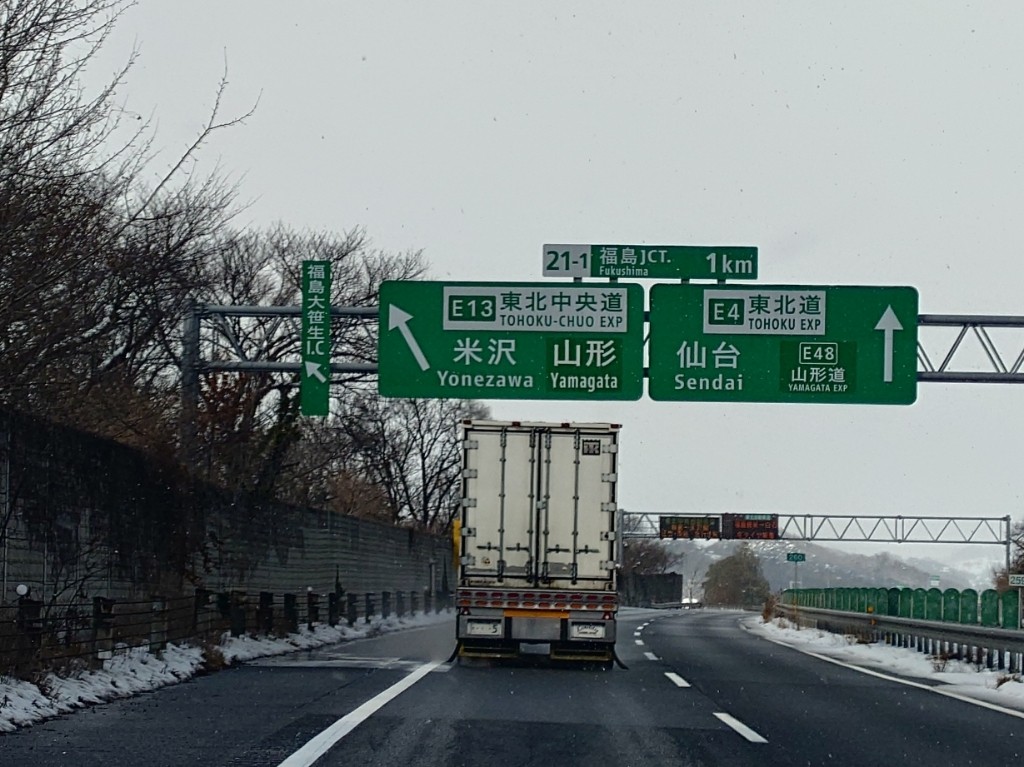 福島大笹生
I.C
21-1
福島JCT.
Fukushima
1km
E13
東北中央道
TOHOKU-CHUO EXP
米沢
山形
Yonezawa
Yamagata
E4
東北道
TOHOKU EXP
仙台
Sendai
E48
山形道
YAMAGATA EXP
260